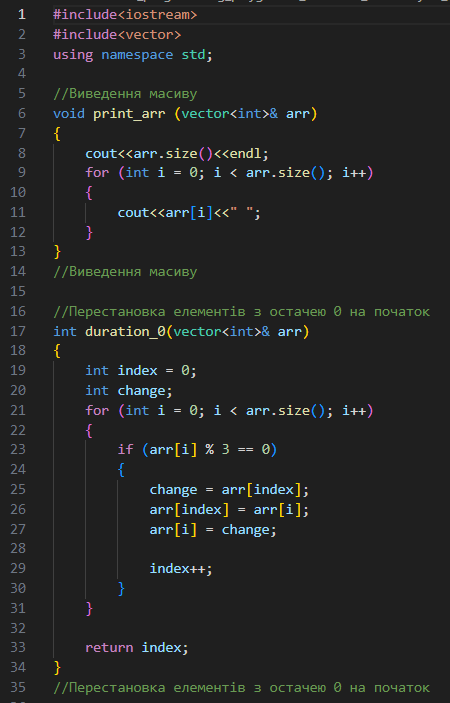 1 #include<iostream>
2 #include<vector>
3 using namespace std;
4
5 //Виведення масиву
6 void print_arr (vector<int>& arr)
7 {
8 cout<<arr.size()<<endl;
9 for (int i = 0; i < arr.size(); i++)
10 {
11 cout<<arr[i]<<" ";
12 }
13 }
14 //Виведення масиву
15
16 //Перестановка елементів з остачею 0 на початок
17 int duration_0(vector<int>& arr)
18 {
19 int index = 0;
20 int change;
21 for (int i = 0; i < arr.size(); i++)
22 {
23 if (arr[i] % 3 == 0)
24 {
25 change = arr[index];
26 arr[index] = arr[i];
27 arr[i] = change;
28
29 index++;
30 }
31 }
32
33 return index;
34 }
35 //Перестановка елементів з остачею 0 на початок